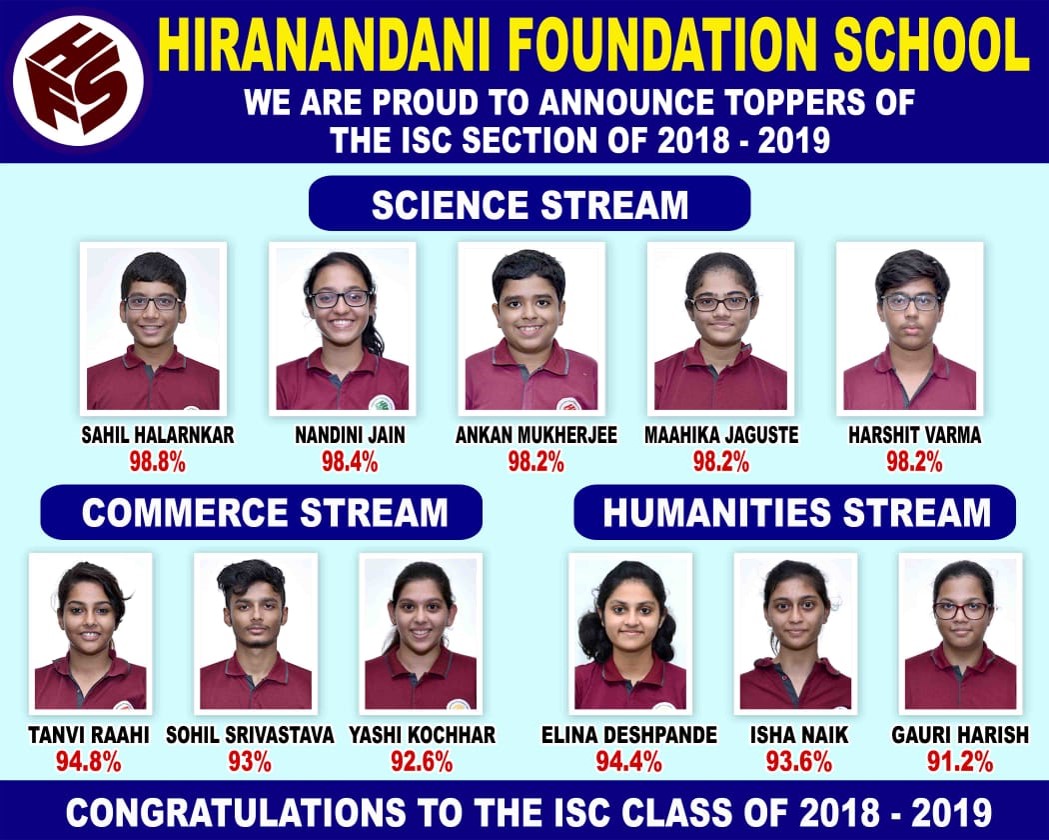 HFS
HIRANANDANI FOUNDATION SCHOOL
WE ARE PROUD TO ANNOUNCE TOPPERS OF
THE ISC SECTION OF 2018 - 2019
SCIENCE STREAM
SAHIL HALARNKAR
98.8%
NANDINI JAIN
98.4%
ANKAN MUKHERJEE
98.2%
MAAHIKA JAGUSTE
98.2%
HARSHIT VARMA
98.2%
COMMERCE STREAM
TANVI RAAHI
94.8%
SOHIL SRIVASTAVA
93%
YASHI KOCHHAR
92.6%
HUMANITIES STREAM
ELINA DESHPANDE
94.4%
ISHA NAIK
93.6%
GAURI HARISH
91.2%
CONGRATULATIONS TO THE ISC CLASS OF 2018 - 2019